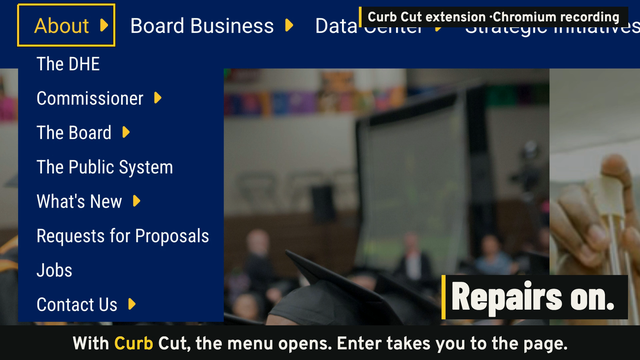 About Board Business Data Center Strategic Initiatives
Curb Cut extension ·Chromium recording
The DHE
Commissioner
The Board
The Public System
What's New
Requests for Proposals
Jobs
Contact Us
Repairs on.
With Curb Cut, the menu opens. Enter takes you to the page.